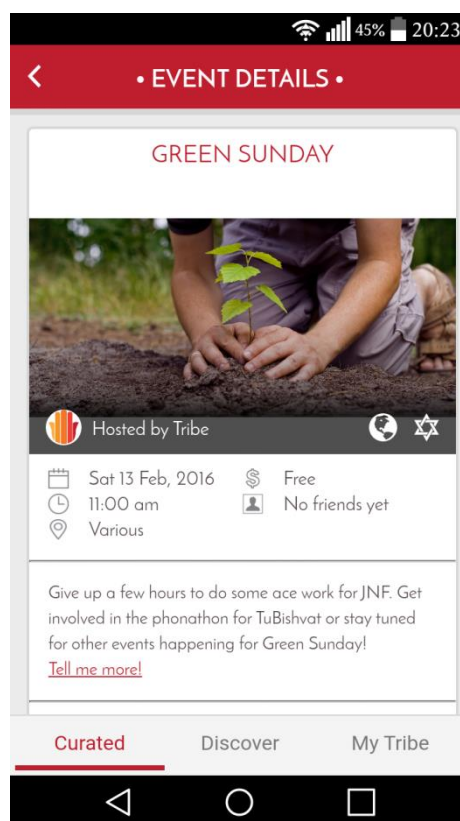 45% 20:23
• EVENT DETAILS •
GREEN SUNDAY
Hosted by Tribe
Sat 13 Feb, 2016
Free
11:00 am
No friends yet
Various
Give up a few hours to do some ace work for JNF. Get
involved in the phonathon for TuBishvat or stay tuned
for other events happening for Green Sunday!
Tell me more!
Curated
Discover
My Tribe